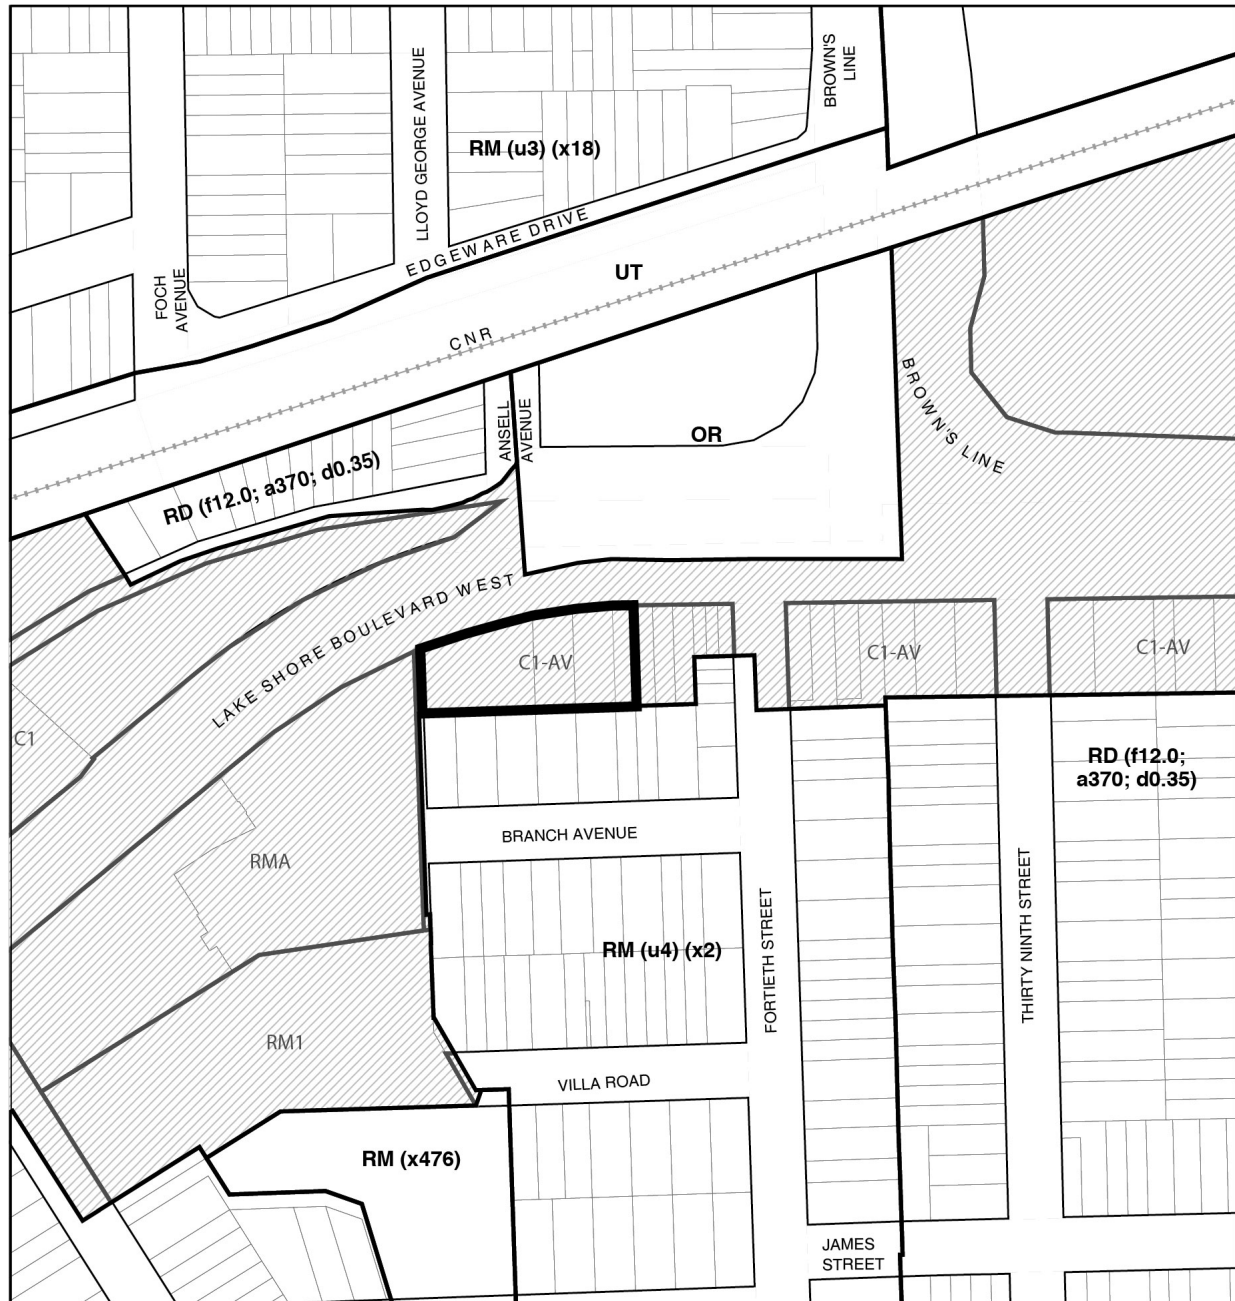 BROWN'S
LINE
LLOYD GEORGE AVENUE
RM (u3) (x18)
EDGEWARE DRIVE
FOCH
AVENUE
UT
CNR
BROWN'S LINE
ANSELL
AVENUE
OR
RD (f12.0; a370; d0.35)
LAKE SHORE BOULEVARD WEST
C1-AV
C1-AV
C1-AV
C1
RD (f12.0;
a370; d0.35)
BRANCH AVENUE
RMA
THIRTY NINTH STREET
FORTIETH STREET
RM (u4) (x2)
RM1
VILLA ROAD
RM (x476)
JAMES
STREET